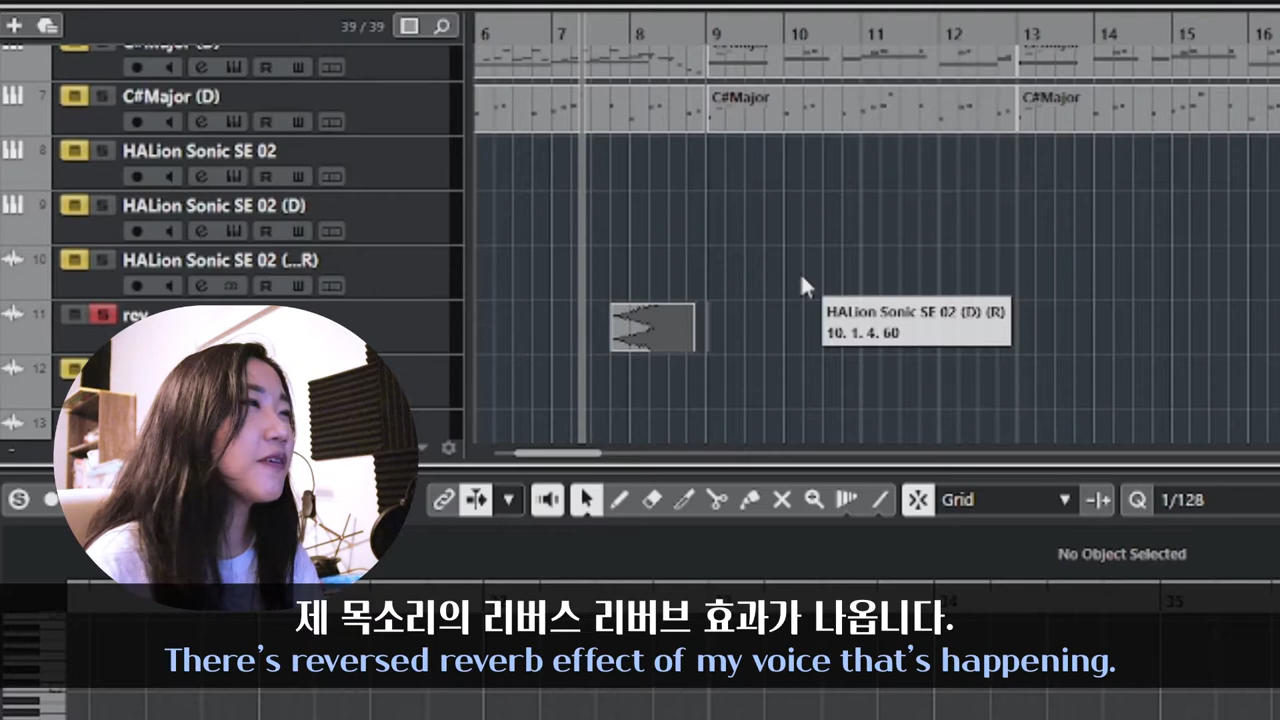 39 / 39
6 7 8 9 10 11 12 13 14 15 16
7 C#Major (D)
C#Major
C#Major
8 HALion Sonic SE 02
9 HALion Sonic SE 02 (D)
10 HALion Sonic SE 02 (...R)
HALion Sonic SE 02 (D) (R)
10. 1. 4. 60
11 rev
12
13
Grid
Q 1/128
No Object Selected
35
제 목소리의 리버스 리버브 효과가 나옵니다.
There's reversed reverb effect of my voice that's happening.